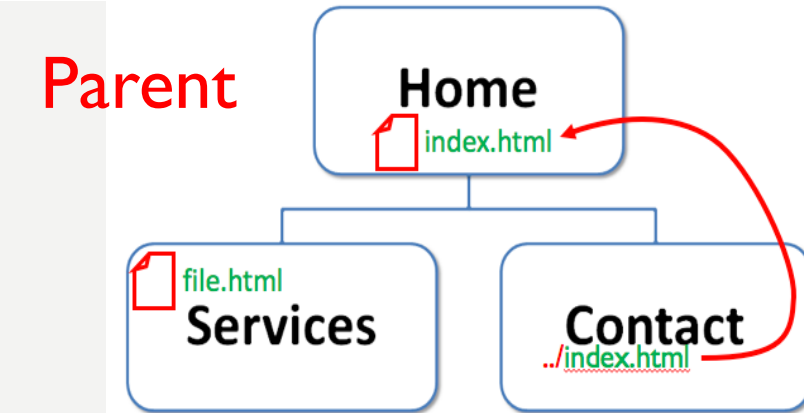 Parent
Home
index.html
file.html
Services
Contact
../index.html